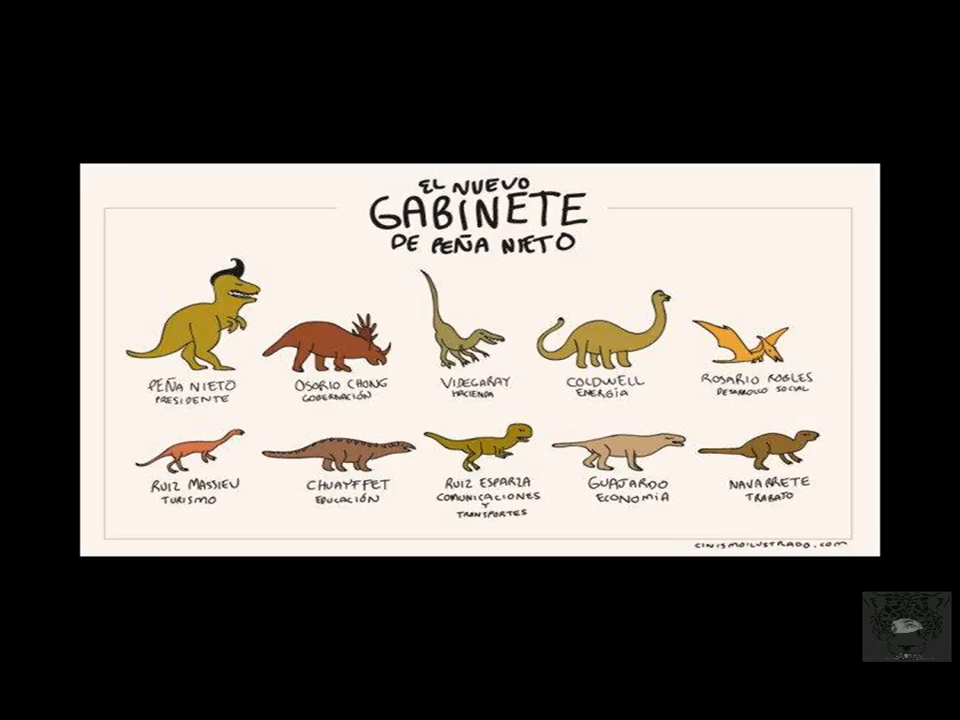 EL NUEVO
GABINETE
DE PEÑA NIETO
PEÑA NIETO
PRESIDENTE
OSORIO CHONG
GOBERNACIÓN
VIDEGARAY
HACIENDA
COLDWELL
ENERGÍA
ROSARIO ROBLES
DESARROLLO SOCIAL
RUIZ MASSIEU
TURISMO
CHUAYFFET
EDUCACIÓN
RUIZ ESPARZA
COMUNICACIONES
Y
TRANSPORTES
GUAJARDO
ECONOMÍA
NAVARRETE
TRABAJO
CINISMOILUSTRADO.COM